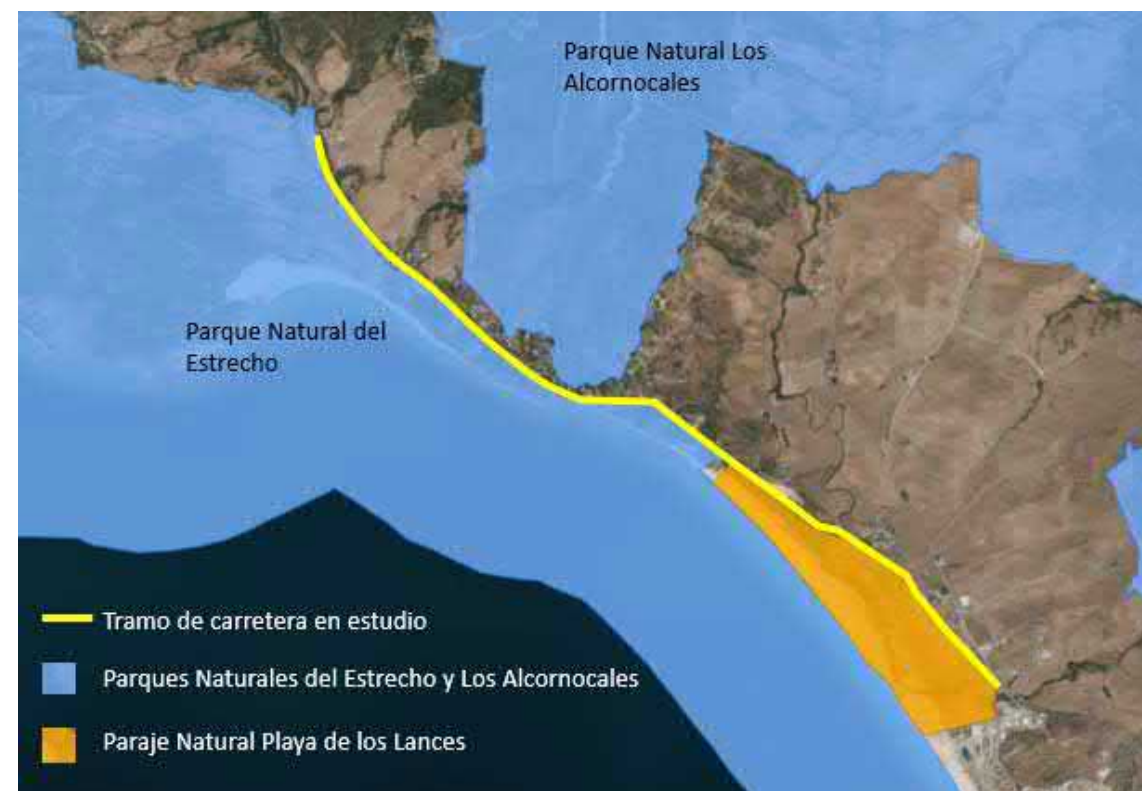 Parque Natural Los
Alcornocales
Parque Natural del
Estrecho
Tramo de carretera en estudio
Parques Naturales del Estrecho y Los Alcornocales
Paraje Natural Playa de los Lances